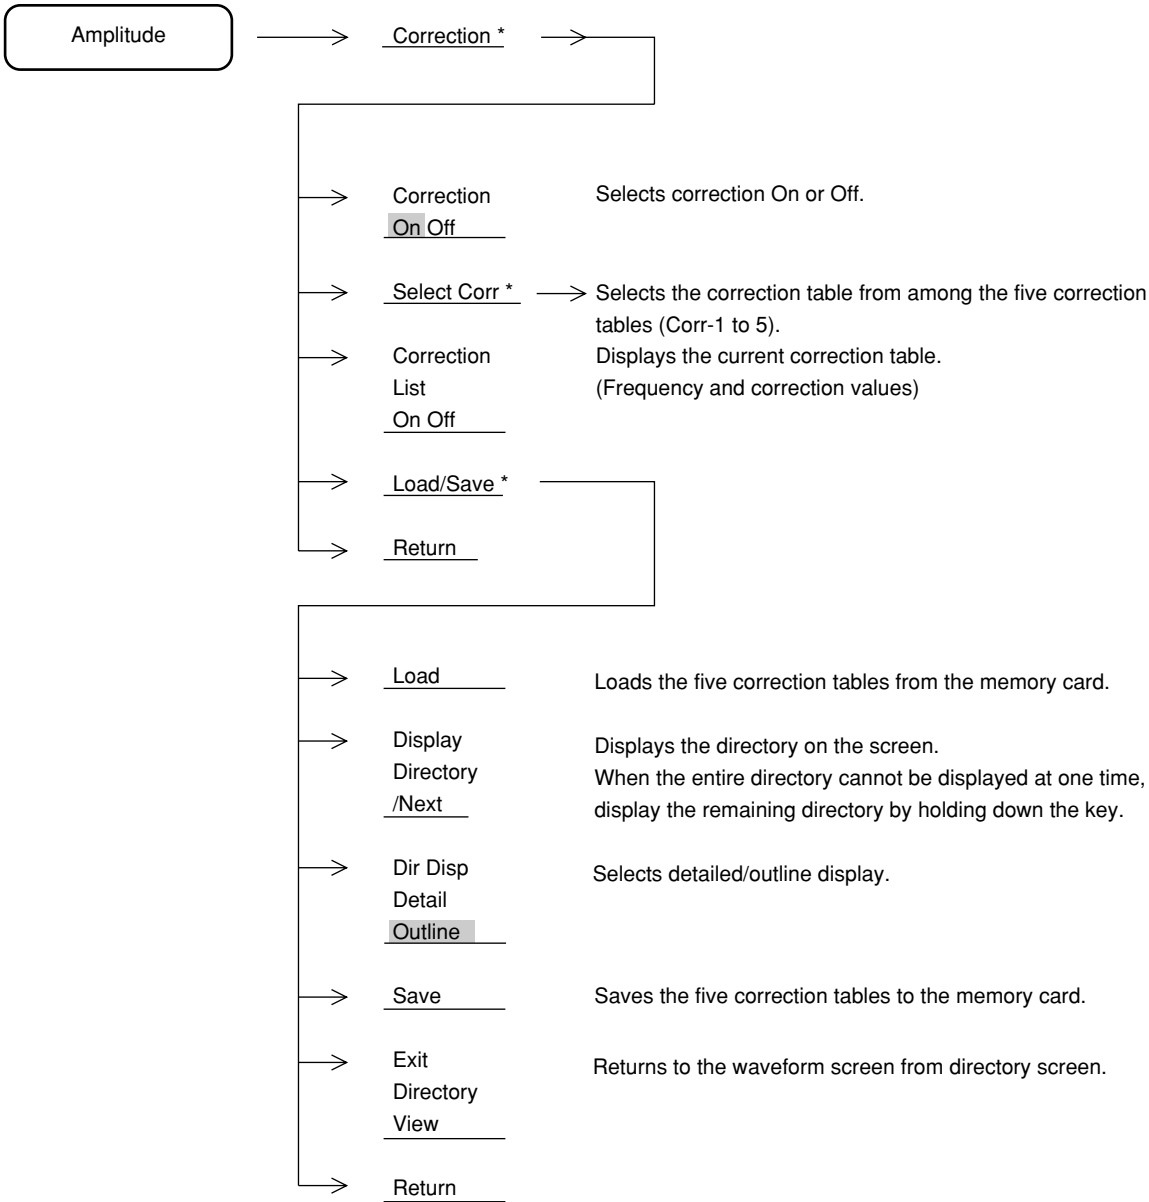 Amplitude
Correction *
Correction
On Off
Selects correction On or Off.
Select Corr *
Selects the correction table from among the five correction
tables (Corr-1 to 5).
Correction
List
On Off
Displays the current correction table.
(Frequency and correction values)
Load/Save *
Return
Load
Loads the five correction tables from the memory card.
Display
Directory
/Next
Displays the directory on the screen.
When the entire directory cannot be displayed at one time,
display the remaining directory by holding down the key.
Dir Disp
Detail
Outline
Selects detailed/outline display.
Save
Saves the five correction tables to the memory card.
Exit
Directory
View
Returns to the waveform screen from directory screen.
Return